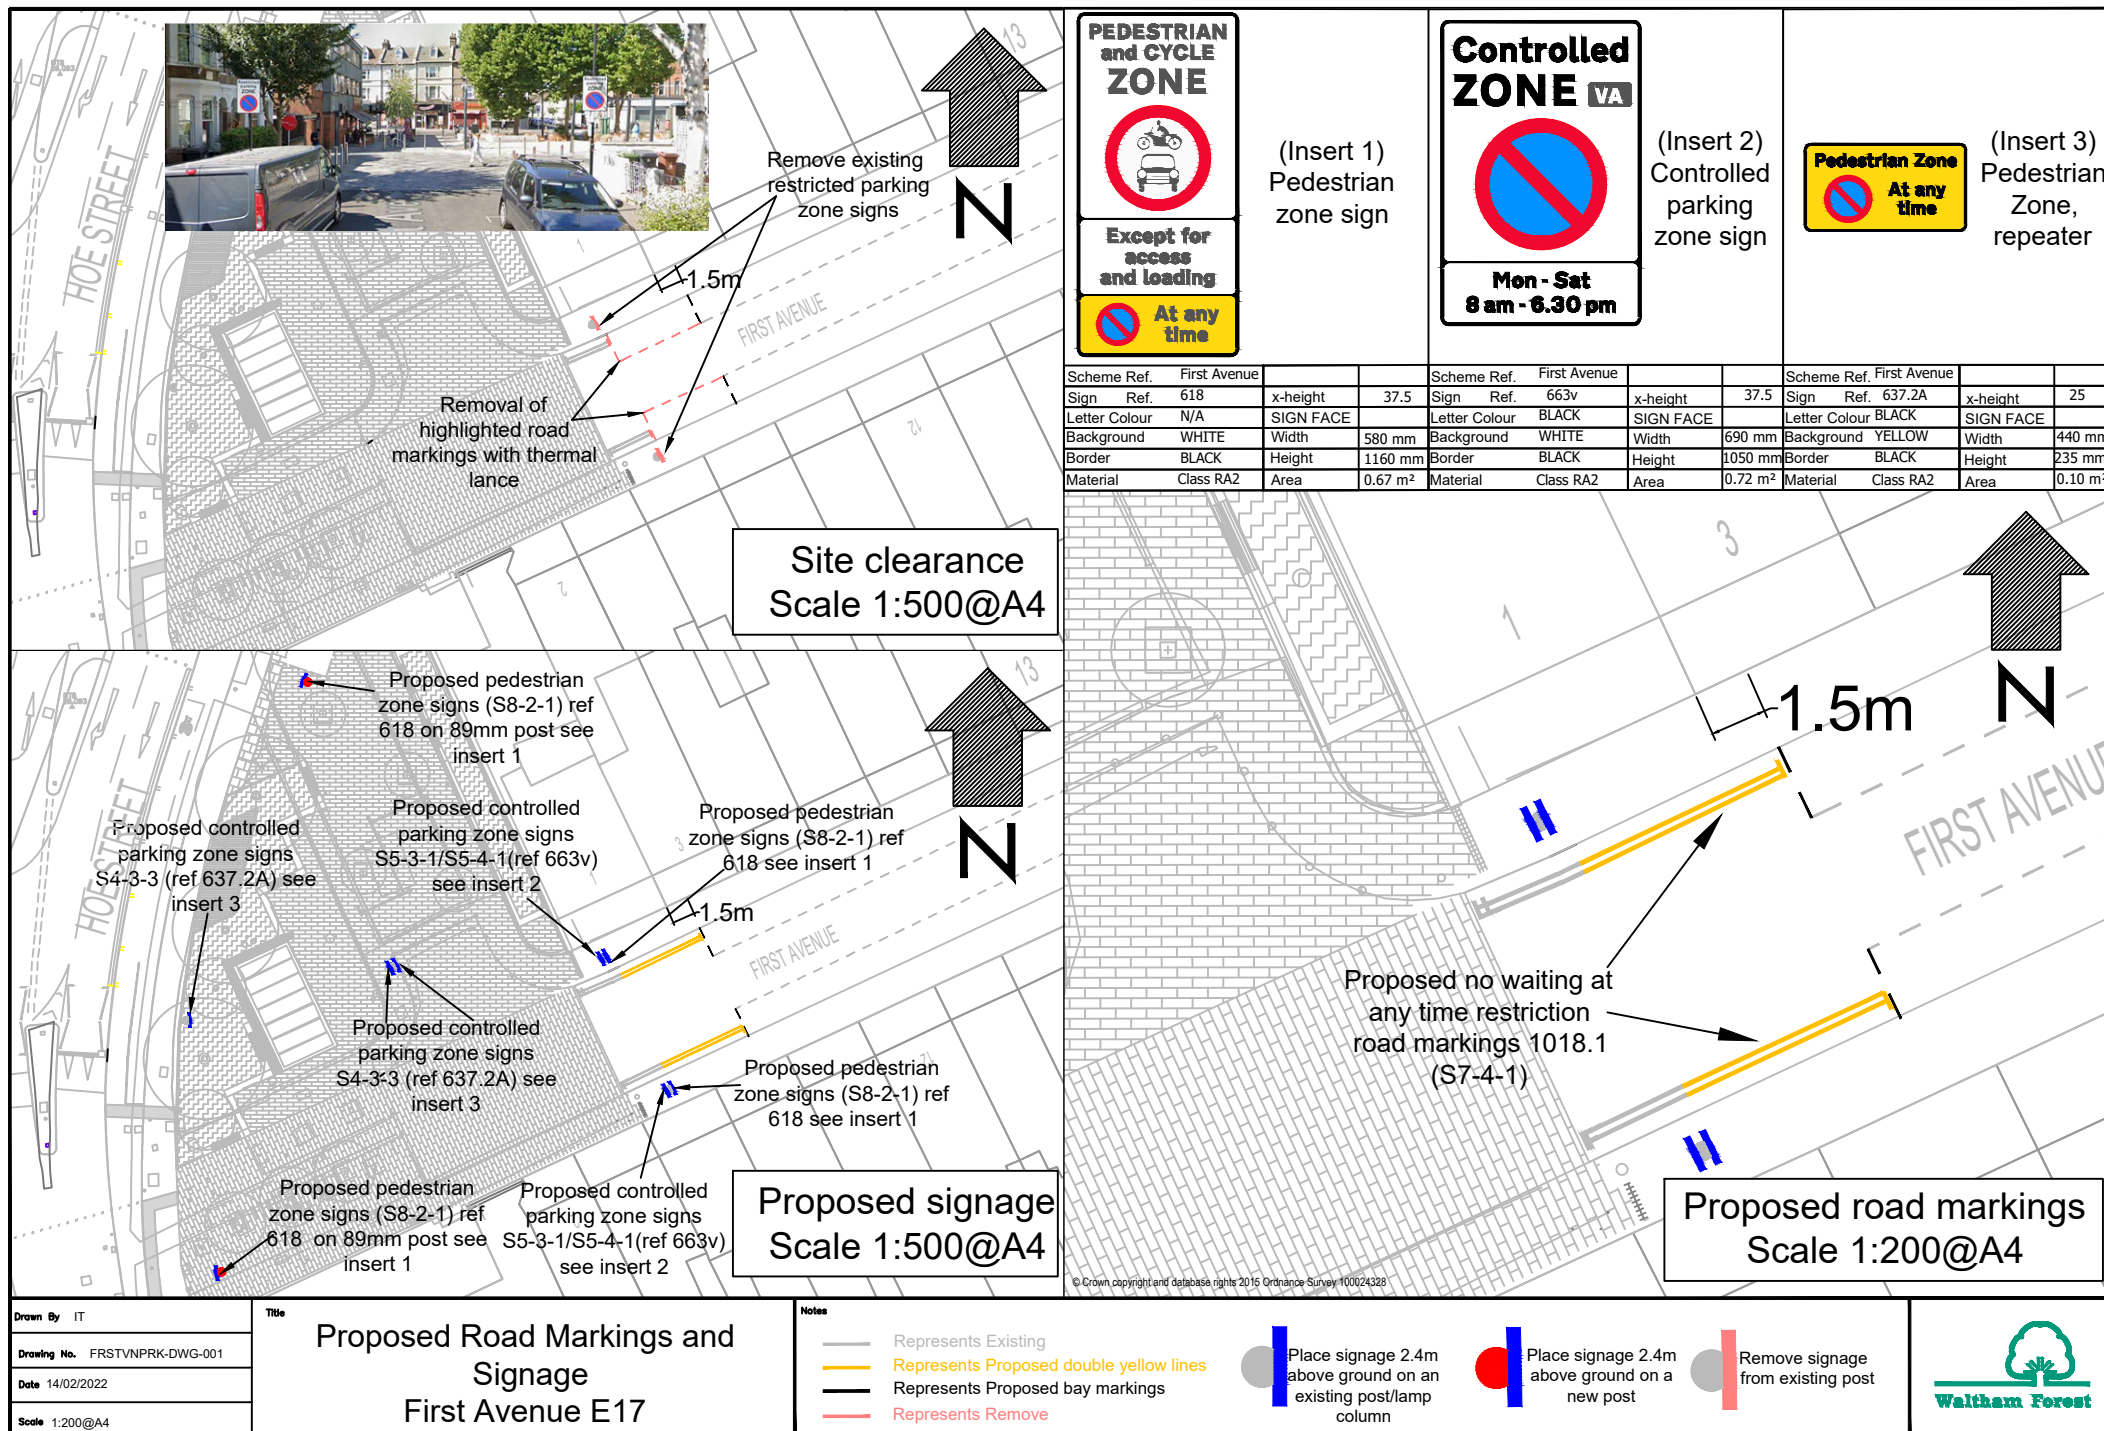 HOE STREET
Remove existing
restricted parking
zone signs
1.5m
FIRST AVENUE
13
1
12
2
N
Removal of
highlighted road
markings with thermal
lance
Site clearance
Scale 1:500@A4
PEDESTRIAN
and CYCLE
ZONE
Except for
access
and loading
At any
time
(Insert 1)
Pedestrian
zone sign
Controlled
ZONE VA
Mon - Sat
8 am - 6.30 pm
(Insert 2)
Controlled
parking
zone sign
Pedestrian Zone
At any
time
(Insert 3)
Pedestrian
Zone,
repeater
Scheme Ref. First Avenue
Sign Ref. 618 x-height 37.5
Letter Colour N/A SIGN FACE
Background WHITE Width 580 mm
Border BLACK Height 1160 mm
Material Class RA2 Area 0.67 m²
Scheme Ref. First Avenue
Sign Ref. 663v x-height 37.5
Letter Colour BLACK SIGN FACE
Background WHITE Width 690 mm
Border BLACK Height 1050 mm
Material Class RA2 Area 0.72 m²
Scheme Ref. First Avenue
Sign Ref. 637.2A x-height 25
Letter Colour BLACK SIGN FACE
Background YELLOW Width 440 mm
Border BLACK Height 235 mm
Material Class RA2 Area 0.10 m²
HOE STREET
Proposed pedestrian
zone signs (S8-2-1) ref
618 on 89mm post see
insert 1
Proposed controlled
parking zone signs
S4-3-3 (ref 637.2A) see
insert 3
Proposed controlled
parking zone signs
S5-3-1/S5-4-1(ref 663v)
see insert 2
Proposed pedestrian
zone signs (S8-2-1) ref
618 see insert 1
1.5m
FIRST AVENUE
13
3
1
12
N
Proposed controlled
parking zone signs
S4-3-3 (ref 637.2A) see
insert 3
Proposed pedestrian
zone signs (S8-2-1) ref
618 see insert 1
Proposed pedestrian
zone signs (S8-2-1) ref
618 on 89mm post see
insert 1
Proposed controlled
parking zone signs
S5-3-1/S5-4-1(ref 663v)
see insert 2
Proposed signage
Scale 1:500@A4
3
1
N
1.5m
FIRST AVENUE
Proposed no waiting at
any time restriction
road markings 1018.1
(S7-4-1)
Proposed road markings
Scale 1:200@A4
© Crown copyright and database rights 2015 Ordnance Survey 100024328
Drawn By IT
Drawing No. FRSTVNPRK-DWG-001
Date 14/02/2022
Scale 1:200@A4
Title
Proposed Road Markings and
Signage
First Avenue E17
Notes
Represents Existing
Represents Proposed double yellow lines
Represents Proposed bay markings
Represents Remove
Place signage 2.4m
above ground on an
existing post/lamp
column
Place signage 2.4m
above ground on a
new post
Remove signage
from existing post
Waltham Forest